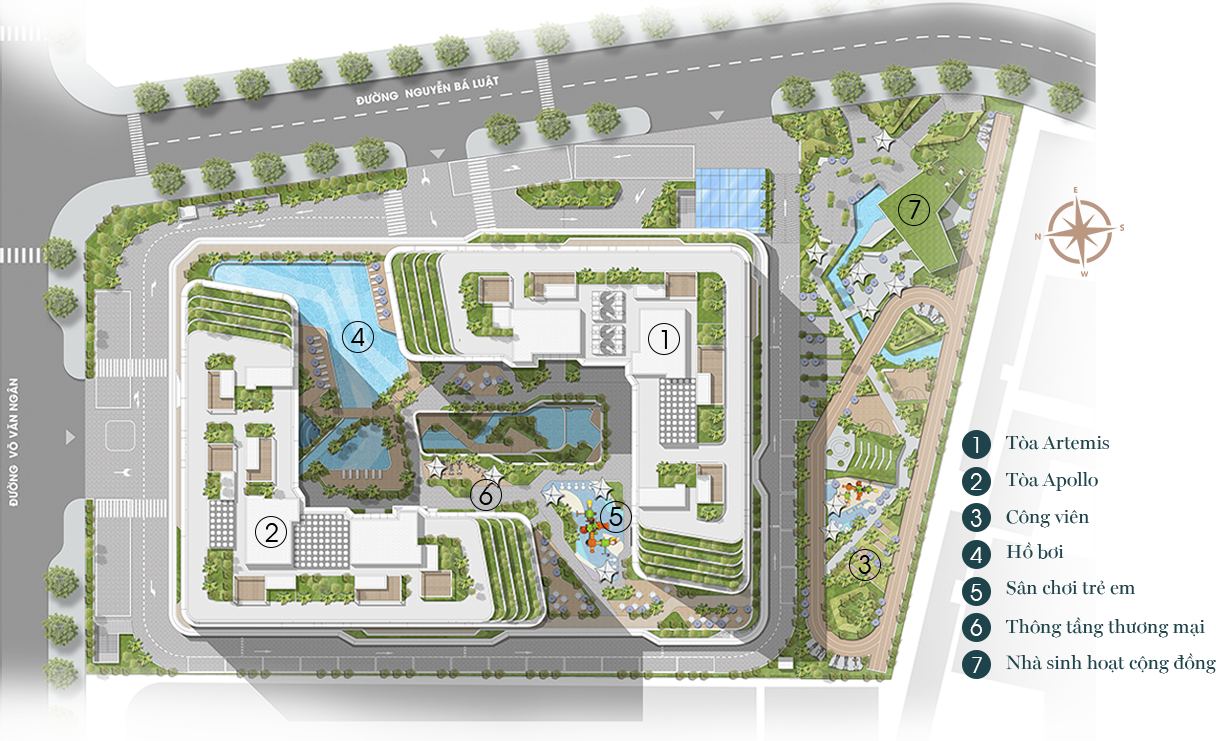 ĐƯỜNG NGUYỄN BÁ LUẬT
7
E
N
S
W
4
1
ĐƯỜNG VÕ VĂN NGÂN
1 Tòa Artemis
2 Tòa Apollo
6
5
3 Công viên
2
4 Hồ bơi
3
5 Sân chơi trẻ em
6 Thông tầng thương mại
7 Nhà sinh hoạt cộng đồng